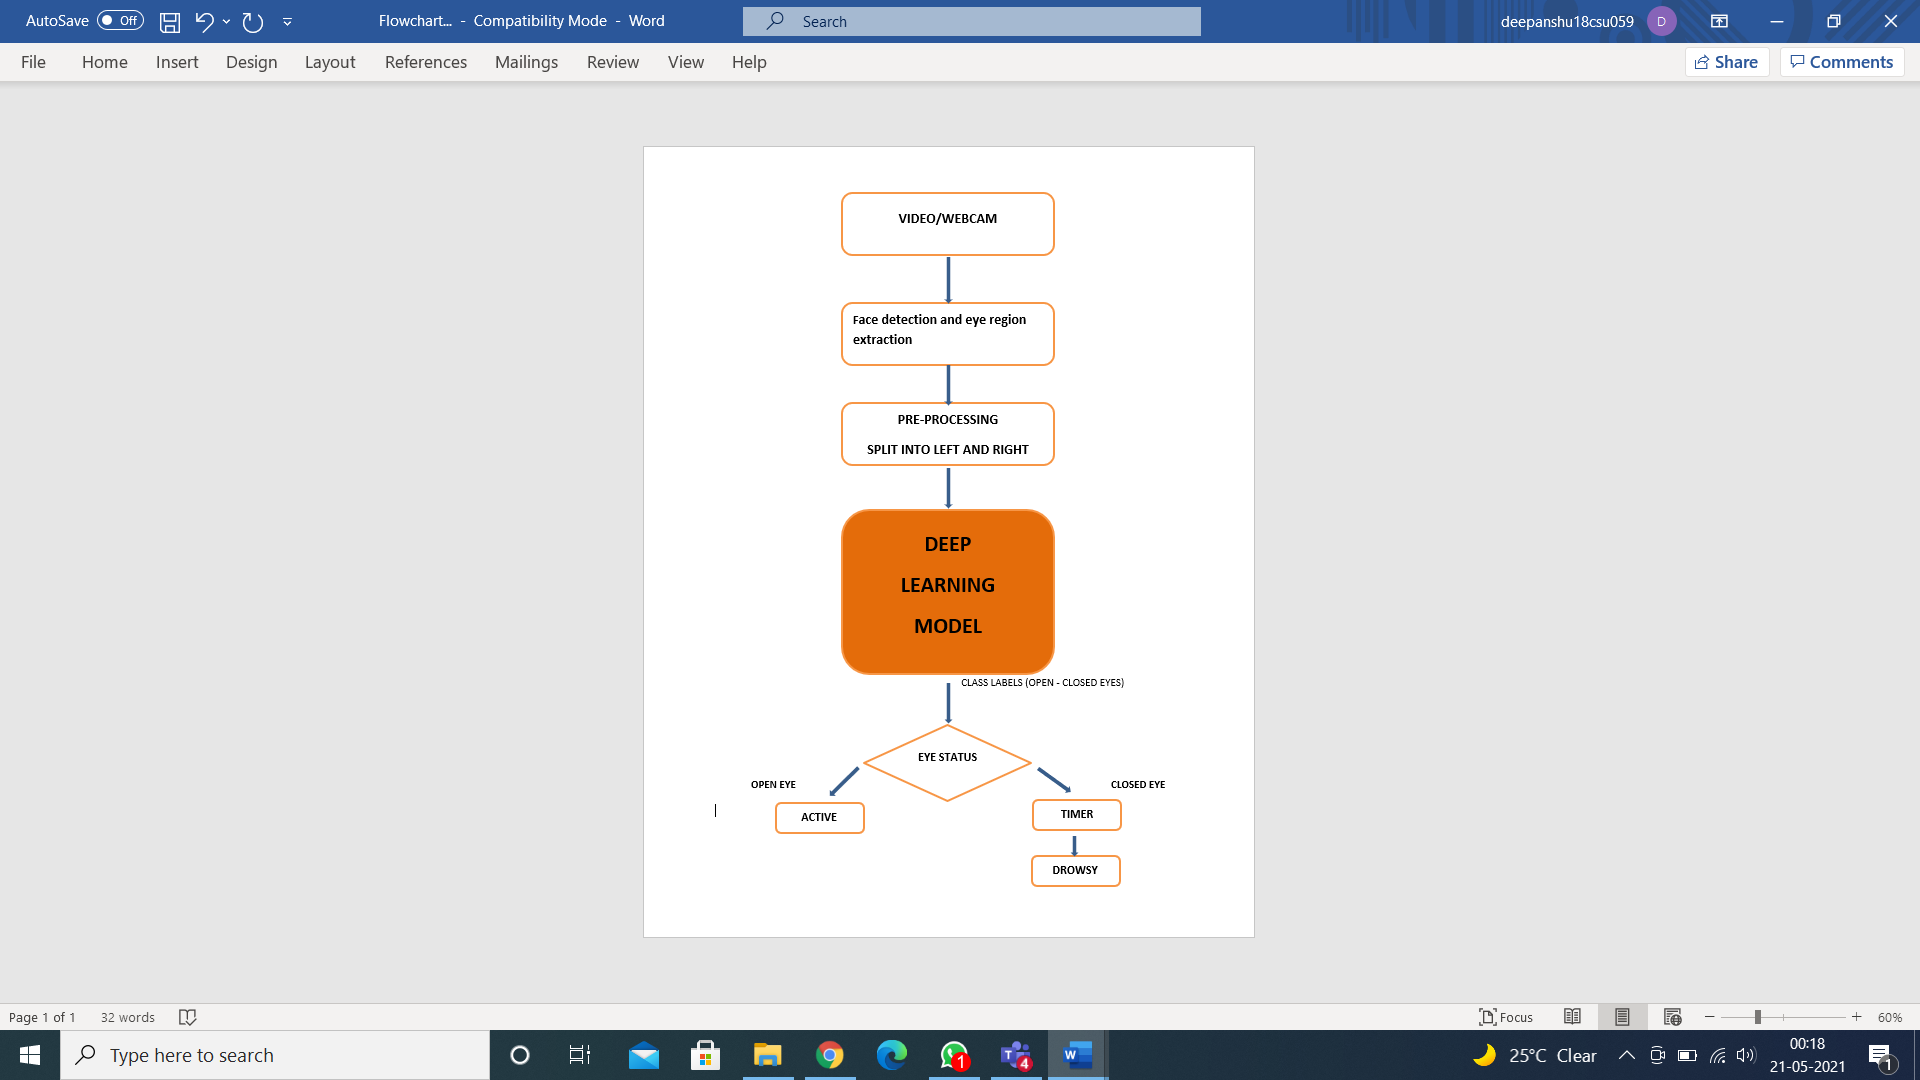 AutoSave Off Flowchart... - Compatibility Mode - Word Search deepanshu18csu059 D
File Home Insert Design Layout References Mailings Review View Help Share Comments
VIDEO/WEBCAM
Face detection and eye region
extraction
PRE-PROCESSING
SPLIT INTO LEFT AND RIGHT
DEEP
LEARNING
MODEL
CLASS LABELS (OPEN - CLOSED EYES)
EYE STATUS
OPEN EYE
CLOSED EYE
ACTIVE
TIMER
DROWSY
Page 1 of 1 32 words Focus 60%
Type here to search 1 T 4 W 25°C Clear 00:18
21-05-2021 1